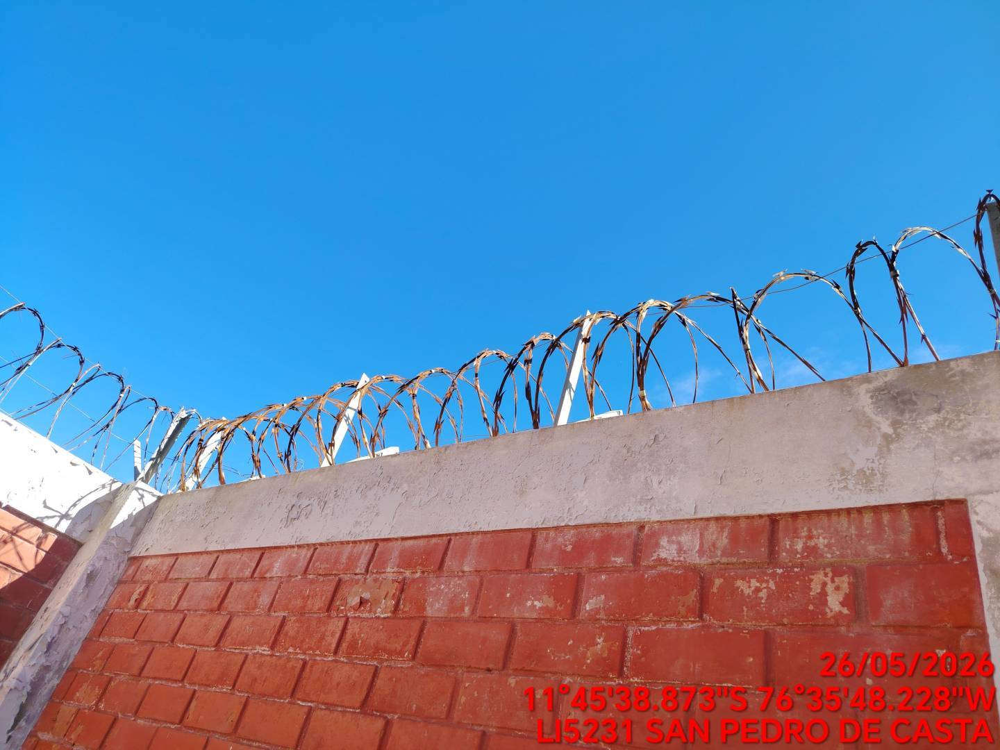 26/05/2026
11°45'38.873"S 76°35'48.228"W
LI5231 SAN PEDRO DE CASTA